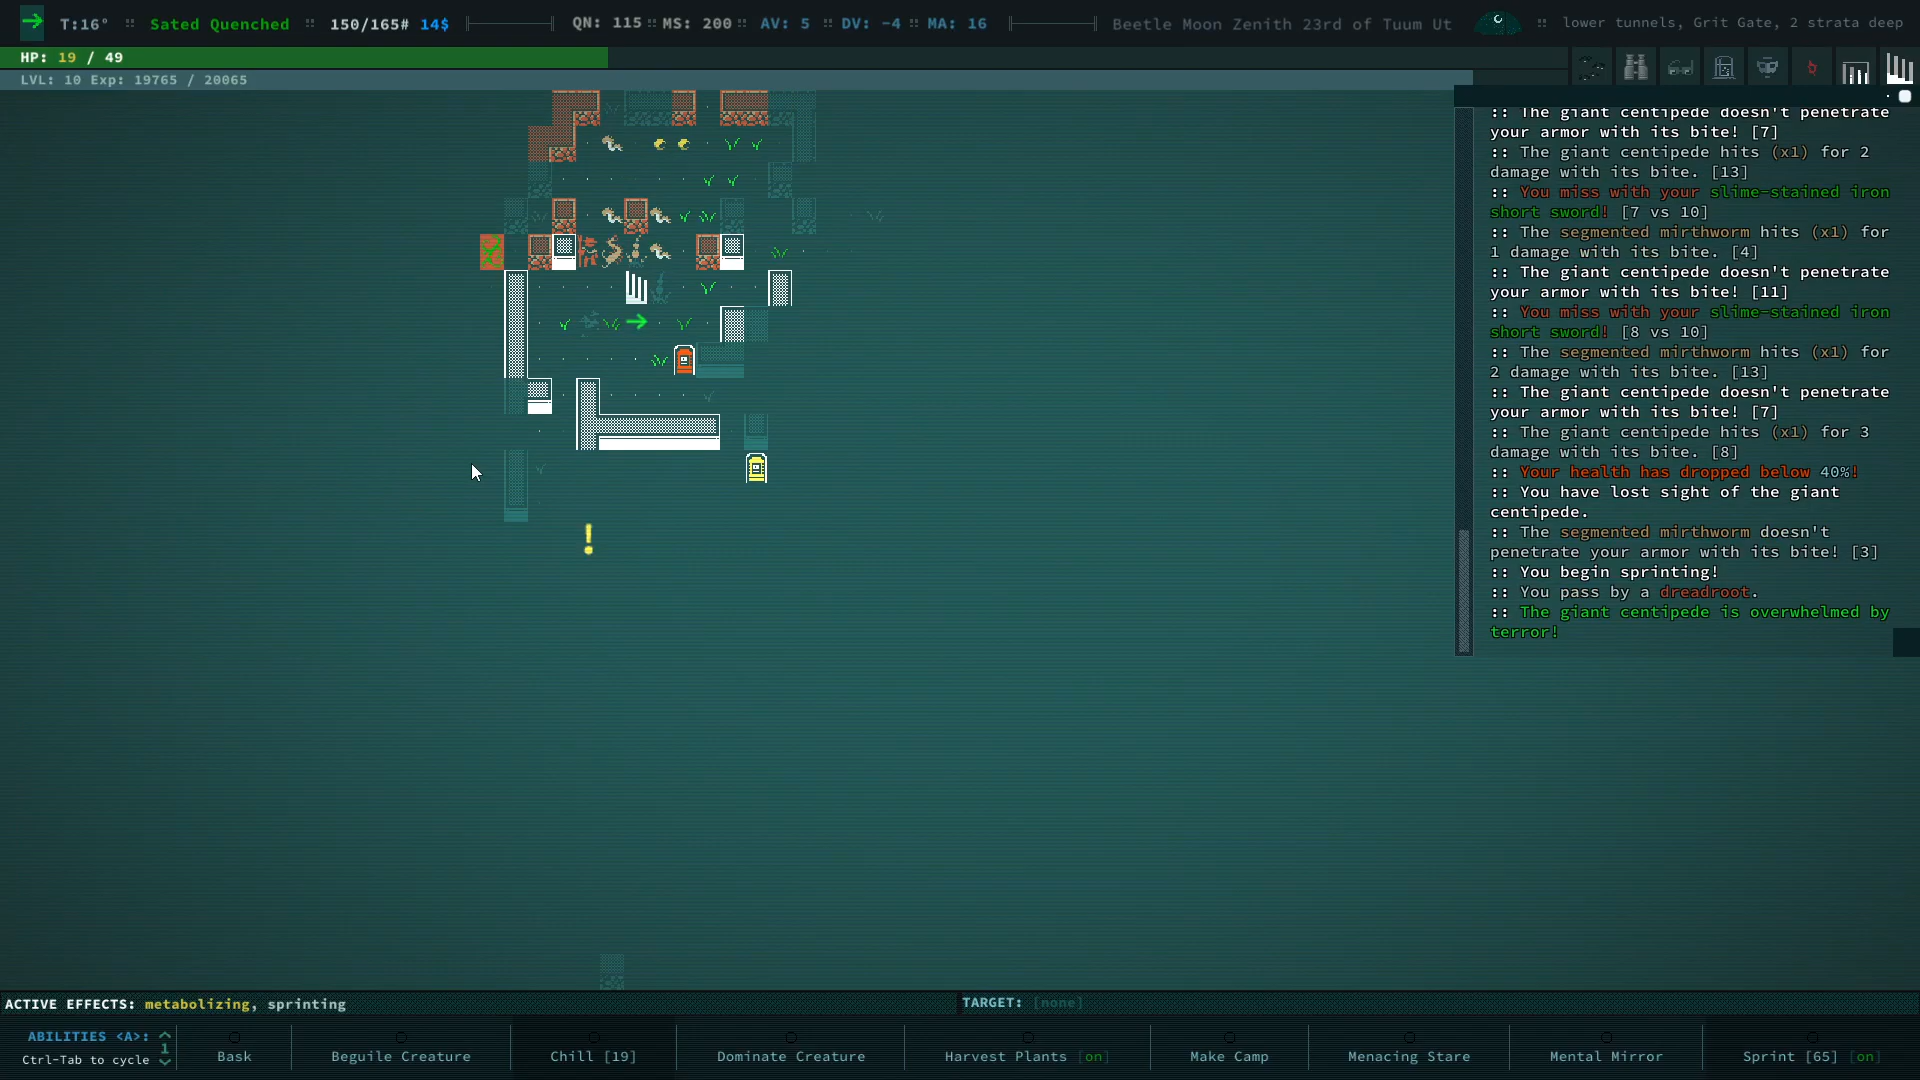 T:16° :: Sated Quenched :: 150/165# 14$ QN: 115 :: MS: 200 :: AV: 5 :: DV: -4 :: MA: 16 Beetle Moon Zenith 23rd of Tuum Ut :: lower tunnels, Grit Gate, 2 strata deep
HP: 19 / 49
LVL: 10 Exp: 19765 / 20065
:: The giant centipede doesn't penetrate
your armor with its bite! [7]
:: The giant centipede hits (x1) for 2
damage with its bite. [13]
:: You miss with your slime-stained iron
short sword! [7 vs 10]
:: The segmented mirthworm hits (x1) for
1 damage with its bite. [4]
:: The giant centipede doesn't penetrate
your armor with its bite! [11]
:: You miss with your slime-stained iron
short sword! [8 vs 10]
:: The segmented mirthworm hits (x1) for
2 damage with its bite. [13]
:: The giant centipede doesn't penetrate
your armor with its bite! [7]
:: The giant centipede hits (x1) for 3
damage with its bite. [8]
:: Your health has dropped below 40%!
:: You have lost sight of the giant
centipede.
:: The segmented mirthworm doesn't
penetrate your armor with its bite! [3]
:: You begin sprinting!
:: You pass by a dreadroot.
:: The giant centipede is overwhelmed by
terror!
!
ACTIVE EFFECTS: metabolizing, sprinting TARGET: [none]
ABILITIES <A>: 1
Ctrl-Tab to cycle
Bask Beguile Creature Chill [19] Dominate Creature Harvest Plants [on] Make Camp Menacing Stare Mental Mirror Sprint [65] [on]